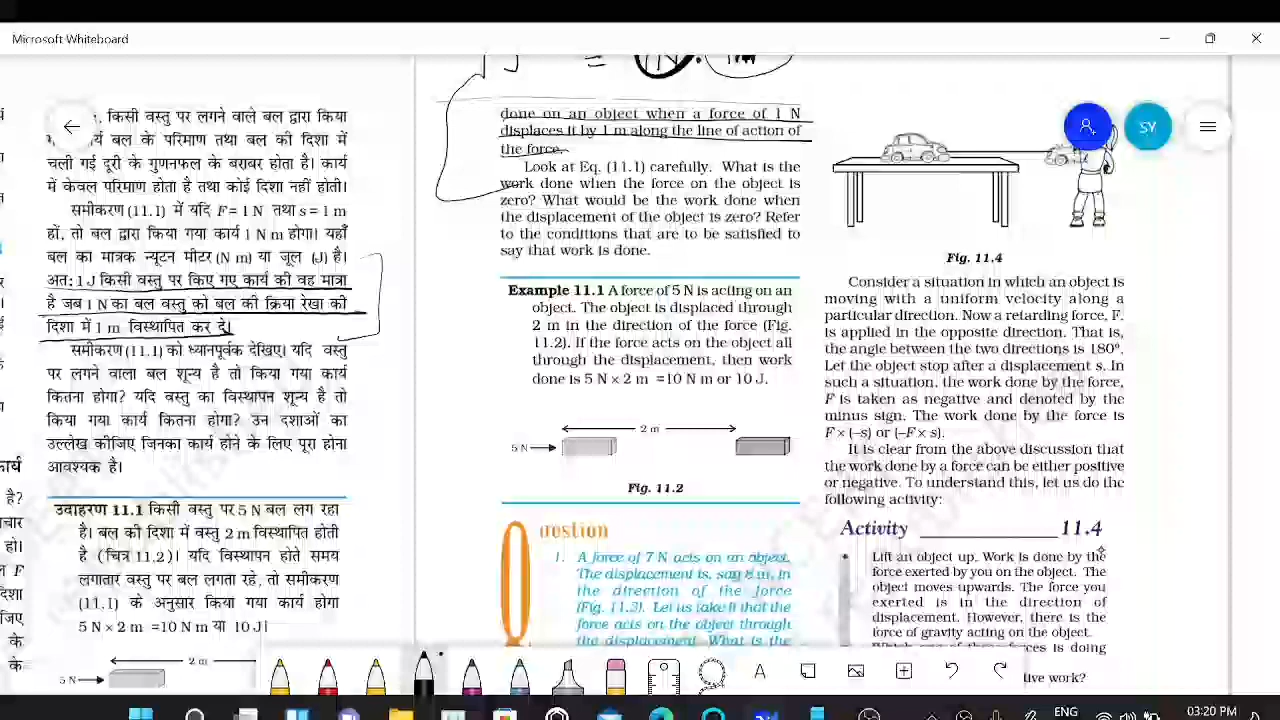 Microsoft Whiteboard
J = N. 1m
किसी वस्तु पर लगने वाले बल द्वारा किया
बल के परिमाण तथा बल की दिशा में
चली गई दूरी के गुणनफल के बराबर होता है। कार्य
में केवल परिमाण होता है तथा कोई दिशा नहीं होती।
समीकरण (11.1) में यदि F = 1 N तथा s = 1 m
हों, तो बल द्वारा किया गया कार्य 1 N m होगा। यहाँ
बल का मात्रक न्यूटन मीटर (N m) या जूल (J) है।
अतः 1 J किसी वस्तु पर किए गए कार्य की वह मात्रा
है जब 1 N का बल वस्तु को बल की क्रिया रेखा की
दिशा में 1 m विस्थापित कर दे।
समीकरण (11.1) को ध्यानपूर्वक देखिए। यदि वस्तु
पर लगने वाला बल शून्य है तो किया गया कार्य
कितना होगा? यदि वस्तु का विस्थापन शून्य है तो
किया गया कार्य कितना होगा? उन दशाओं का
उल्लेख कीजिए जिनका कार्य होने के लिए पूरा होना
आवश्यक है।
उदाहरण 11.1 किसी वस्तु पर 5 N बल लग रहा
है। बल की दिशा में वस्तु 2 m विस्थापित होती
है (चित्र 11.2)। यदि विस्थापन होते समय
लगातार वस्तु पर बल लगता रहे, तो समीकरण
(11.1) के अनुसार किया गया कार्य होगा
5 N × 2 m =10 N m या 10 J।
2 m
5 N
done on an object when a force of 1 N
displaces it by 1 m along the line of action of
the force.
Look at Eq. (11.1) carefully. What is the
work done when the force on the object is
zero? What would be the work done when
the displacement of the object is zero? Refer
to the conditions that are to be satisfied to
say that work is done.
Example 11.1 A force of 5 N is acting on an
object. The object is displaced through
2 m in the direction of the force (Fig.
11.2). If the force acts on the object all
through the displacement, then work
done is 5 N × 2 m =10 N m or 10 J.
2 m
5 N
Fig. 11.2
Question
1. A force of 7 N acts on an object.
The displacement is, say 8 m, in
the direction of the force
(Fig. 11.3). Let us take it that the
force acts on the object through
the displacement. What is the
SY
Fig. 11.4
Consider a situation in which an object is
moving with a uniform velocity along a
particular direction. Now a retarding force, F,
is applied in the opposite direction. That is,
the angle between the two directions is 180°.
Let the object stop after a displacement s. In
such a situation, the work done by the force,
F is taken as negative and denoted by the
minus sign. The work done by the force is
F × (–s) or (–F × s).
It is clear from the above discussion that
the work done by a force can be either positive
or negative. To understand this, let us do the
following activity:
Activity 11.4
• Lift an object up. Work is done by the
force exerted by you on the object. The
object moves upwards. The force you
exerted is in the direction of
displacement. However, there is the
force of gravity acting on the object.
Which one of these forces is doing
tive work?
A
ENG
IN
03:20 PM